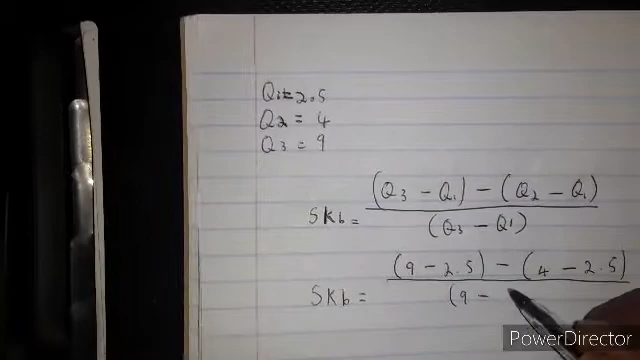 Q1=2.5
Q2 = 4
Q3 = 9
Skb= (Q3 - Q1) - (Q2 - Q1)
(Q3 - Q1)
Skb = (9 - 2.5) - (4 - 2.5)
(9 -
PowerDirector